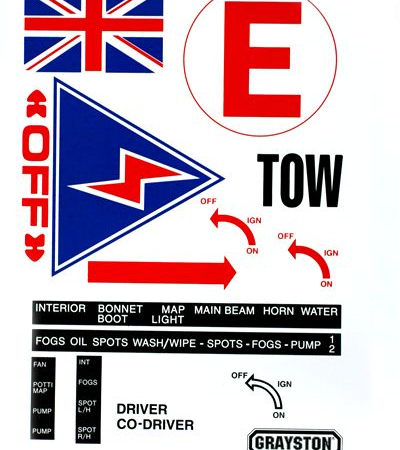 E
OFF
TOW
OFF
IGN
ON
OFF
IGN
ON
INTERIOR BONNET MAP MAIN BEAM HORN WATER
BOOT LIGHT
FOGS OIL SPOTS WASH/WIPE - SPOTS - FOGS - PUMP 1
2
FAN
POTTI
MAP
PUMP
PUMP
INT
FOGS
SPOT
L/H
SPOT
R/H
DRIVER
CO-DRIVER
OFF
IGN
ON
GRAYSTON